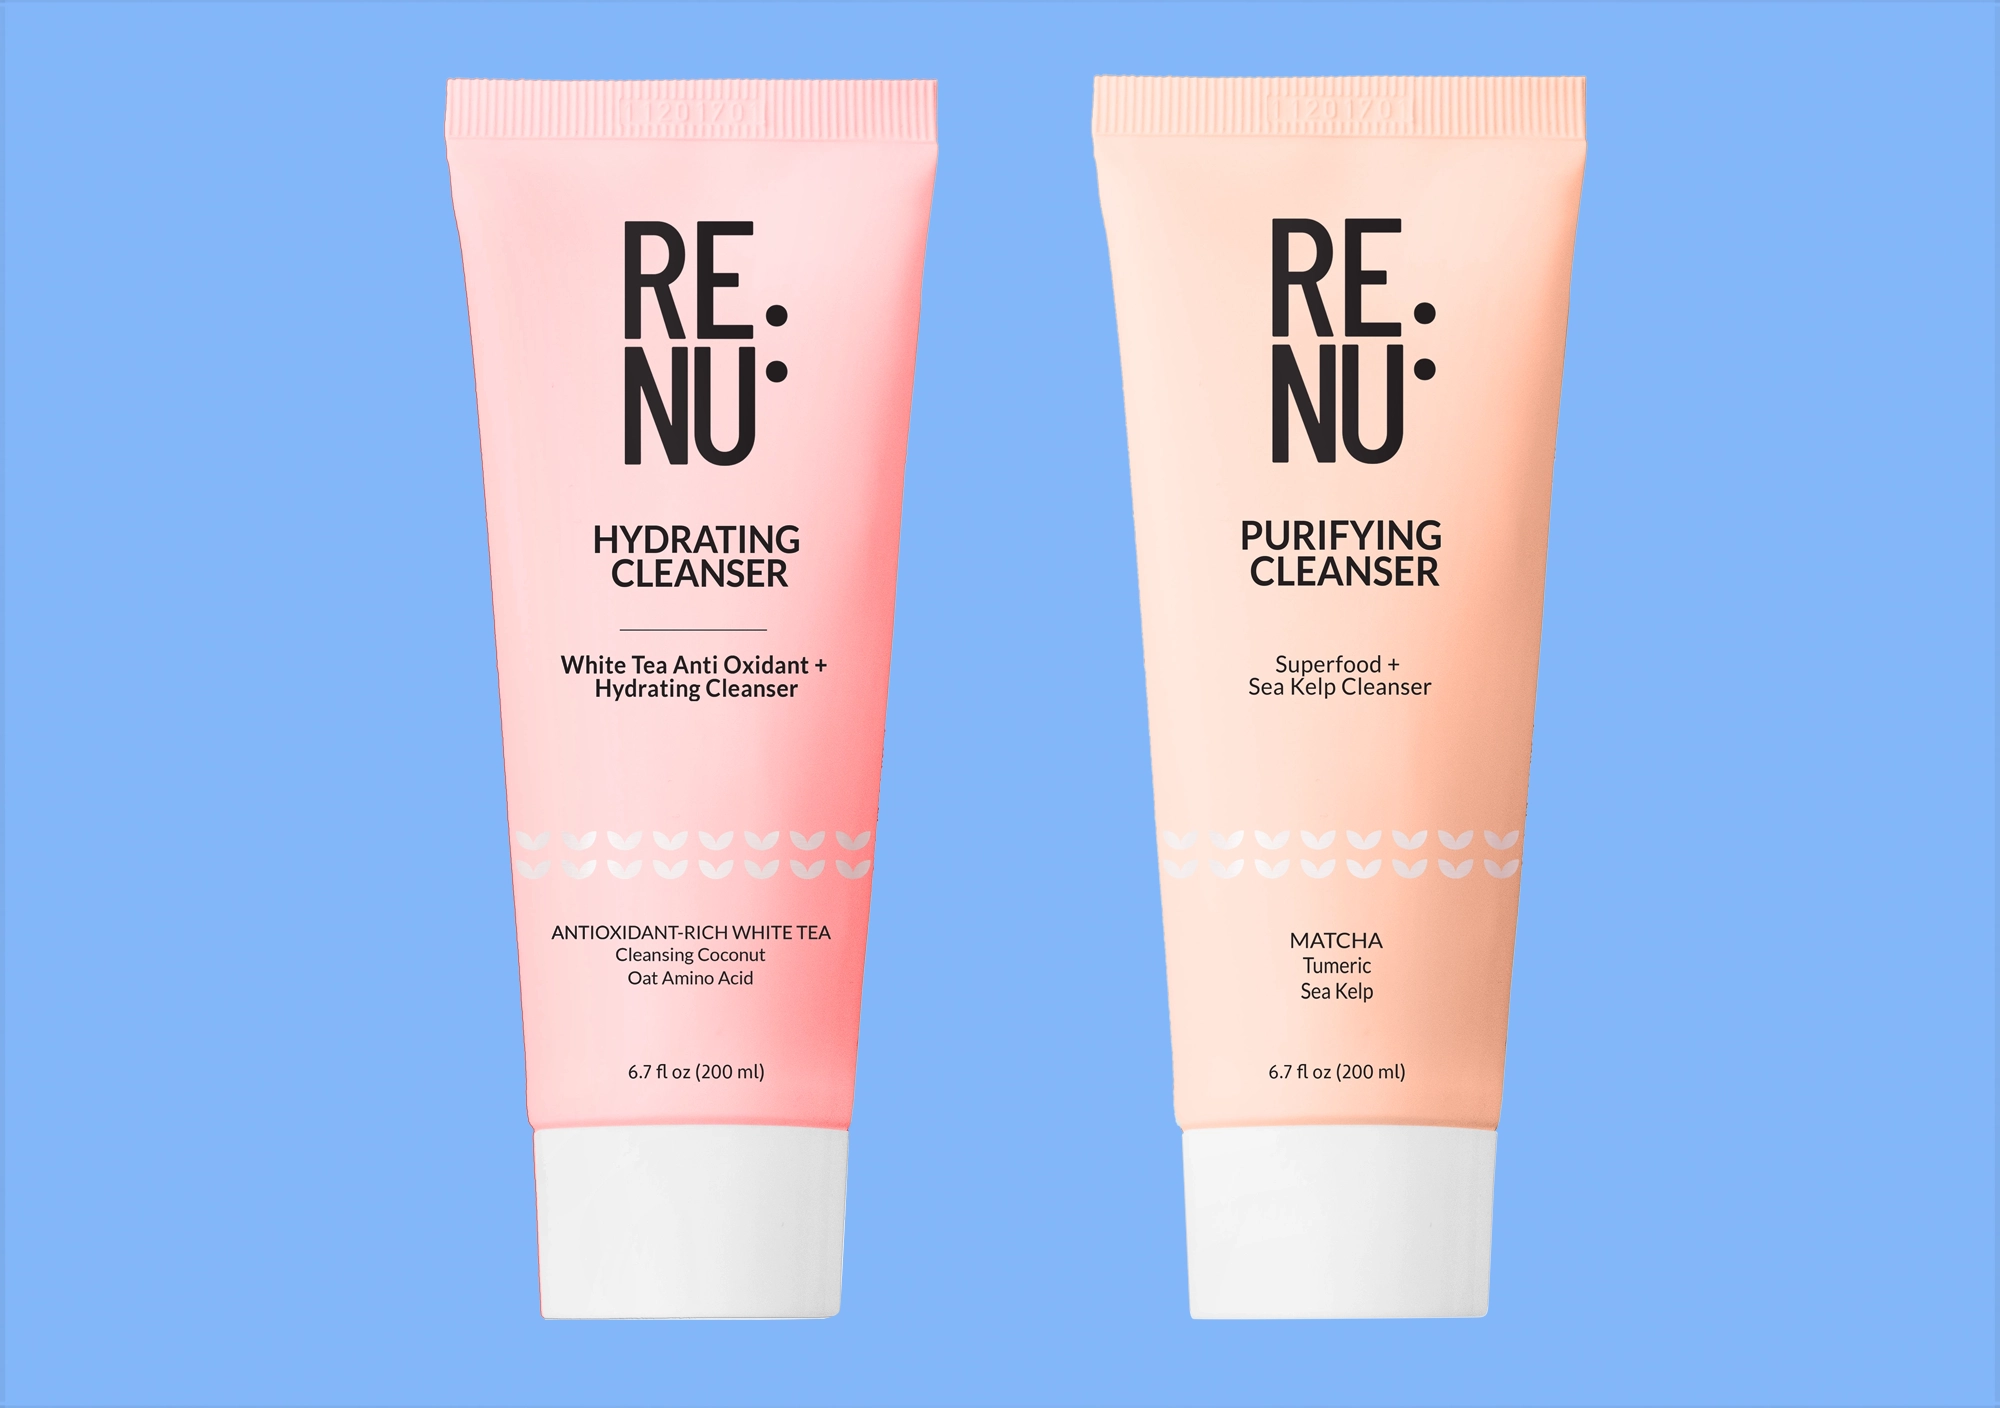 1120170
RE:
NU
HYDRATING
CLEANSER
White Tea Anti Oxidant +
Hydrating Cleanser
ANTIOXIDANT-RICH WHITE TEA
Cleansing Coconut
Oat Amino Acid
6.7 fl oz (200 ml)
1120170
RE:
NU
PURIFYING
CLEANSER
Superfood +
Sea Kelp Cleanser
MATCHA
Tumeric
Sea Kelp
6.7 fl oz (200 ml)